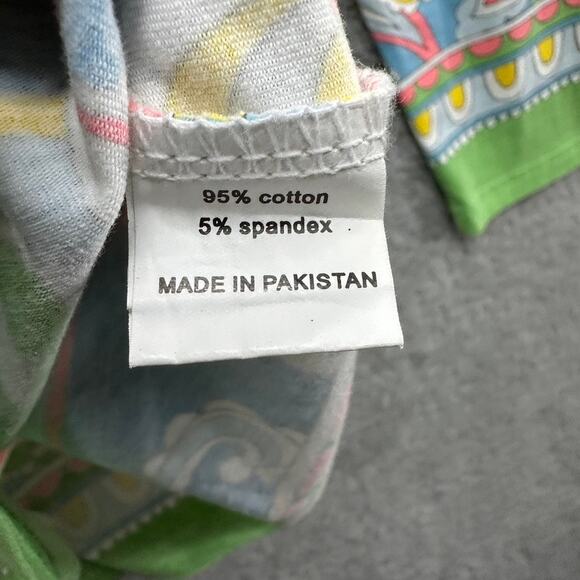 95% cotton
5% spandex
MADE IN PAKISTAN